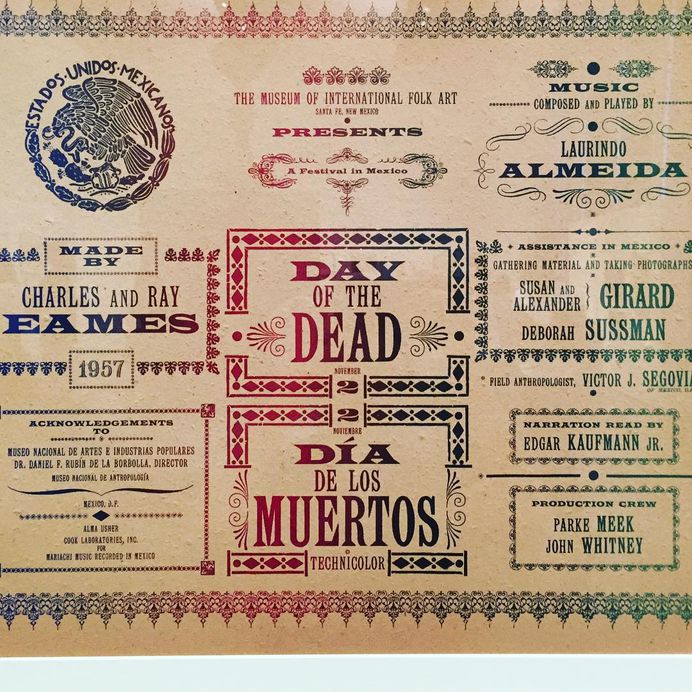 ESTADOS·UNIDOS·MEXICANOS
THE MUSEUM OF INTERNATIONAL FOLK ART
SANTA FE, NEW MEXICO
PRESENTS
A Festival in Mexico
MUSIC
COMPOSED AND PLAYED BY
LAURINDO
ALMEIDA
MADE
BY
CHARLES AND RAY
EAMES
1957
DAY
OF THE
DEAD
NOVEMBER
2
2
NOVIEMBRE
DÍA
DE LOS
MUERTOS
TECHNICOLOR
ASSISTANCE IN MEXICO
GATHERING MATERIAL AND TAKING PHOTOGRAPHS
SUSAN AND
ALEXANDER } GIRARD
DEBORAH SUSSMAN
FIELD ANTHROPOLOGIST, VICTOR J. SEGOVIA
OF MEXICO,
ACKNOWLEDGEMENTS
TO
MUSEO NACIONAL DE ARTES E INDUSTRIAS POPULARES
DR. DANIEL F. RUBÍN DE LA BORBOLLA, DIRECTOR
MUSEO NACIONAL DE ANTROPOLOGÍA
MEXICO, D.F.
ALMA USHER
COOK LABORATORIES, INC.
FOR
MARIACHI MUSIC RECORDED IN MEXICO
NARRATION READ BY
EDGAR KAUFMANN JR.
PRODUCTION CREW
PARKE MEEK
JOHN WHITNEY